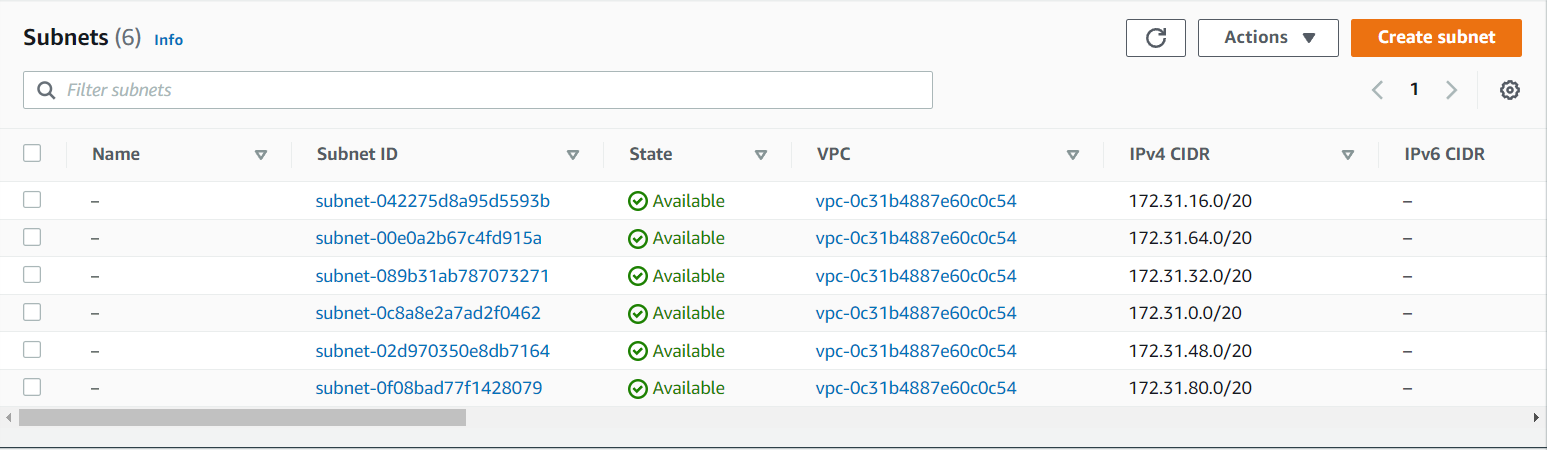 Subnets (6) Info Actions Create subnet
Filter subnets 1
Name Subnet ID State VPC IPv4 CIDR IPv6 CIDR
– subnet-042275d8a95d5593b Available vpc-0c31b4887e60c0c54 172.31.16.0/20 –
– subnet-00e0a2b67c4fd915a Available vpc-0c31b4887e60c0c54 172.31.64.0/20 –
– subnet-089b31ab787073271 Available vpc-0c31b4887e60c0c54 172.31.32.0/20 –
– subnet-0c8a8e2a7ad2f0462 Available vpc-0c31b4887e60c0c54 172.31.0.0/20 –
– subnet-02d970350e8db7164 Available vpc-0c31b4887e60c0c54 172.31.48.0/20 –
– subnet-0f08bad77f1428079 Available vpc-0c31b4887e60c0c54 172.31.80.0/20 –